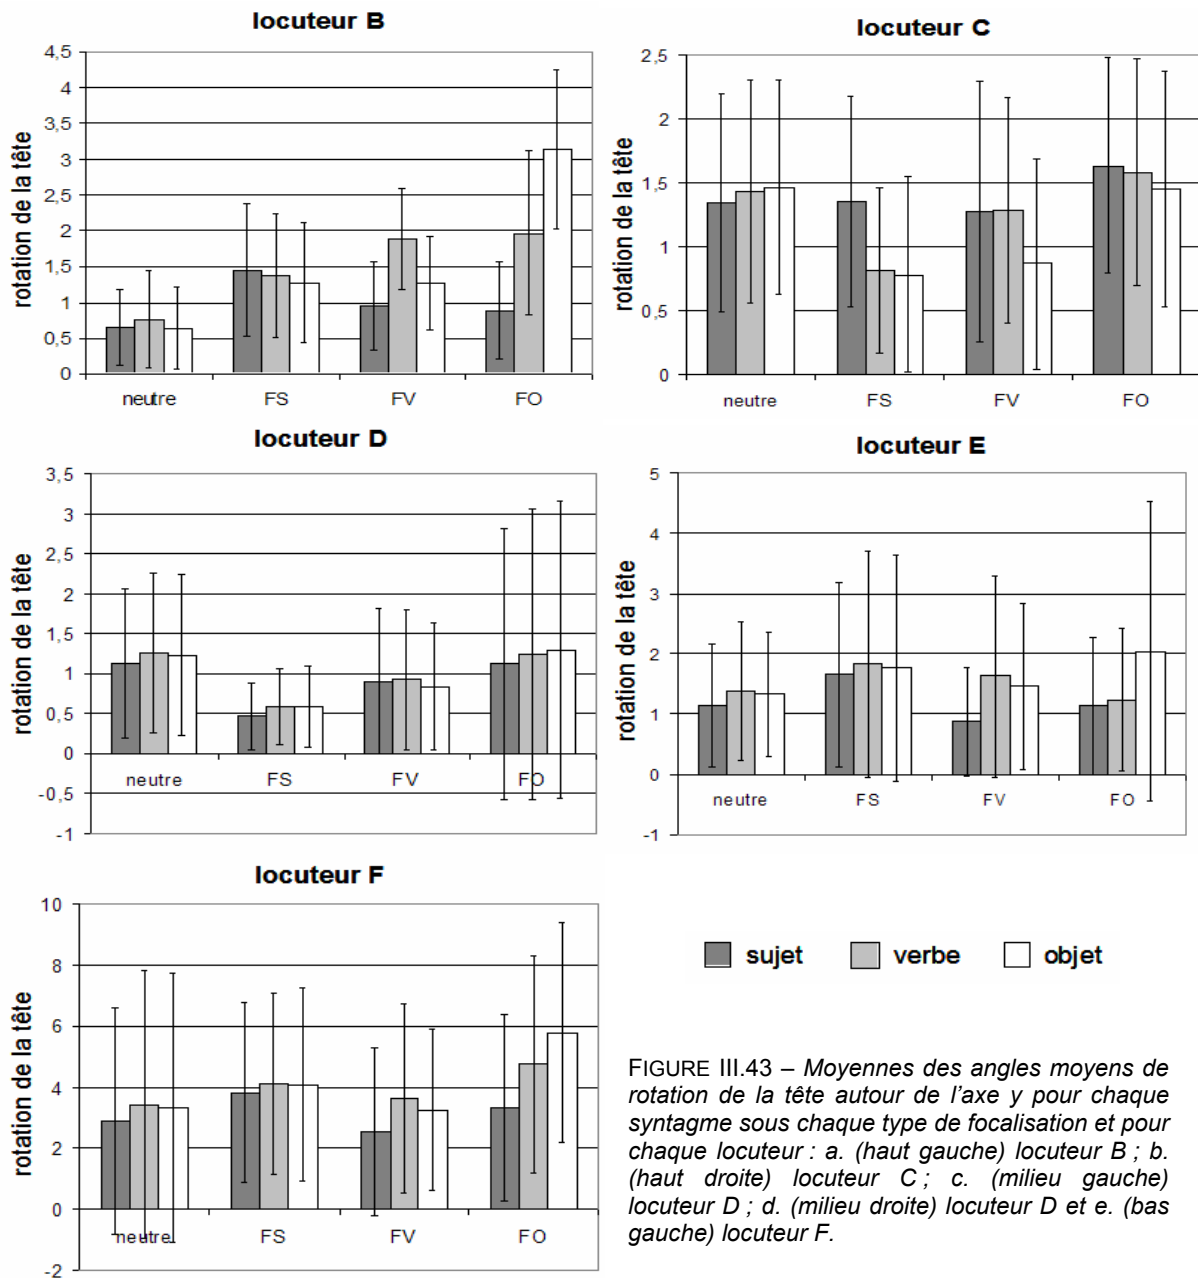 locuteur B
rotation de la tête
4,5
4
3,5
3
2,5
2
1,5
1
0,5
0
neutre FS FV FO
locuteur C
rotation de la tête
2,5
2
1,5
1
0,5
0
neutre FS FV FO
locuteur D
rotation de la tête
3,5
3
2,5
2
1,5
1
0,5
0
-0,5
-1
neutre FS FV FO
locuteur E
rotation de la tête
5
4
3
2
1
0
-1
neutre FS FV FO
locuteur F
rotation de la tête
10
8
6
4
2
0
-2
neutre FS FV FO
sujet verbe objet
FIGURE III.43 – Moyennes des angles moyens de
rotation de la tête autour de l'axe y pour chaque
syntagme sous chaque type de focalisation et pour
chaque locuteur : a. (haut gauche) locuteur B ; b.
(haut droite) locuteur C ; c. (milieu gauche)
locuteur D ; d. (milieu droite) locuteur D et e. (bas
gauche) locuteur F.